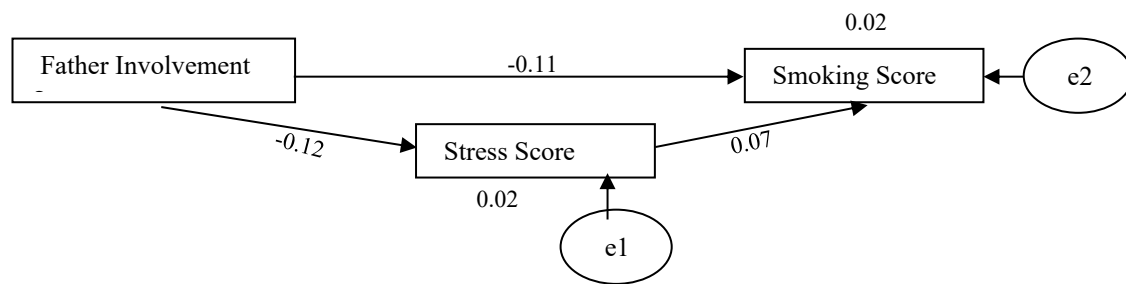 0.02
Father Involvement
-0.11
Smoking Score
e2
-0.12
Stress Score
0.07
0.02
e1